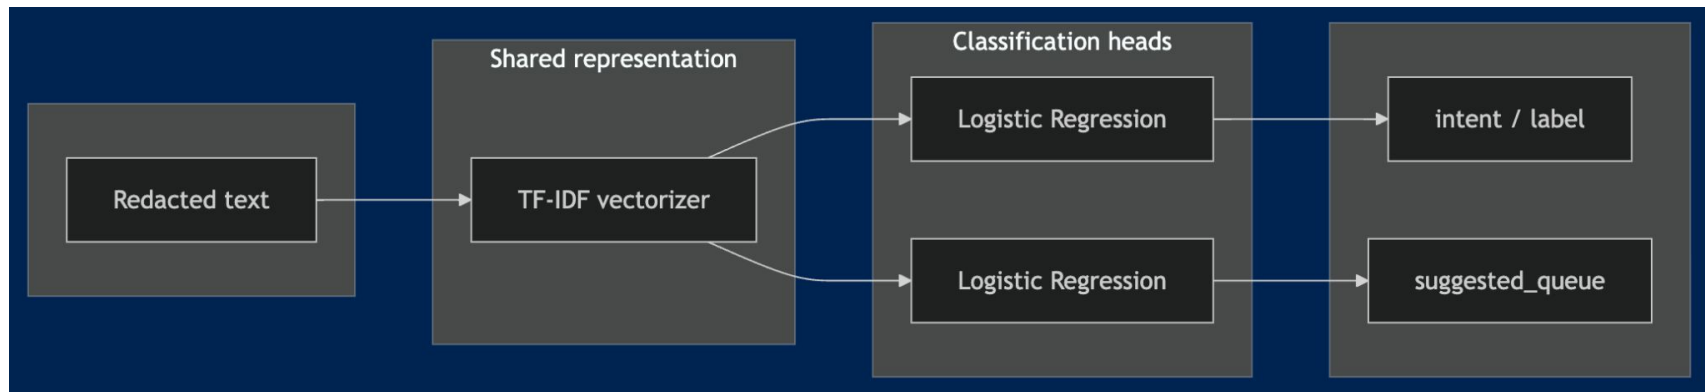 Redacted text
Shared representation
TF-IDF vectorizer
Classification heads
Logistic Regression
Logistic Regression
intent / label
suggested_queue